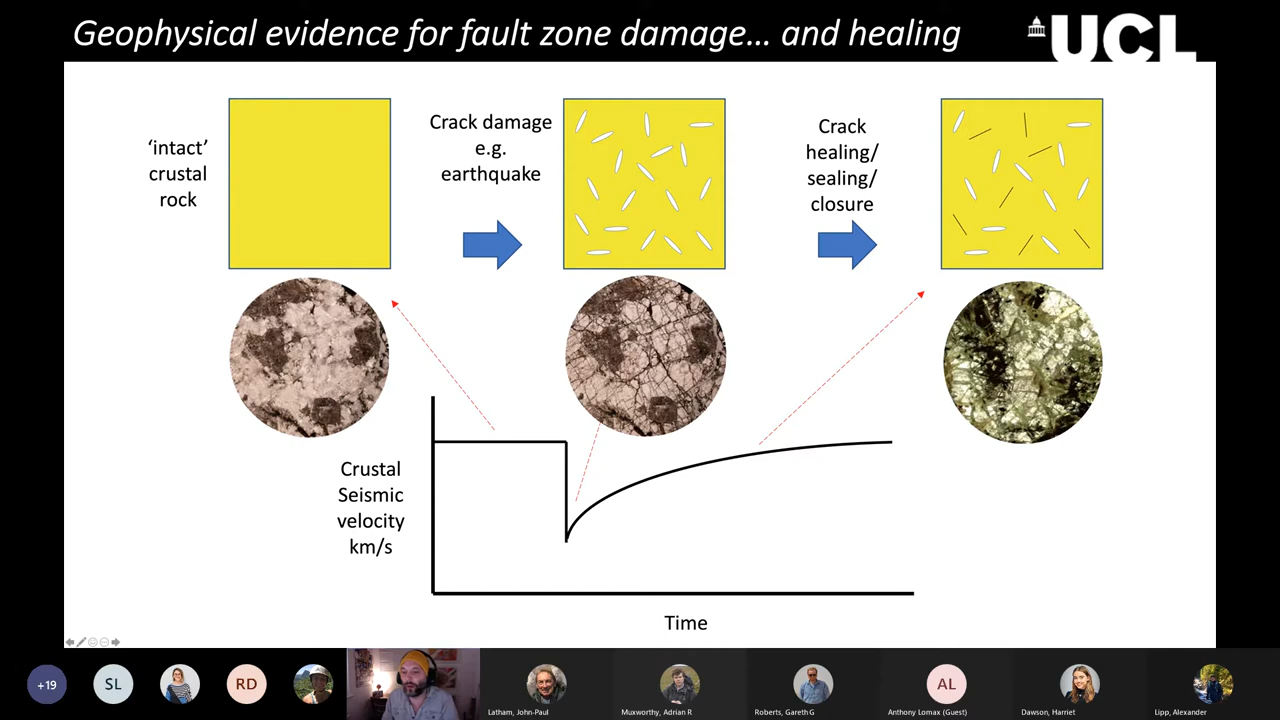 Geophysical evidence for fault zone damage... and healing
UCL
‘intact’
crustal
rock
Crack damage
e.g.
earthquake
Crack
healing/
sealing/
closure
Crustal
Seismic
velocity
km/s
Time
+19
SL
RD
AL
Latham, John-Paul
Muxworthy, Adrian R
Roberts, Gareth G
Anthony Lomax (Guest)
Dawson, Harriet
Lipp, Alexander